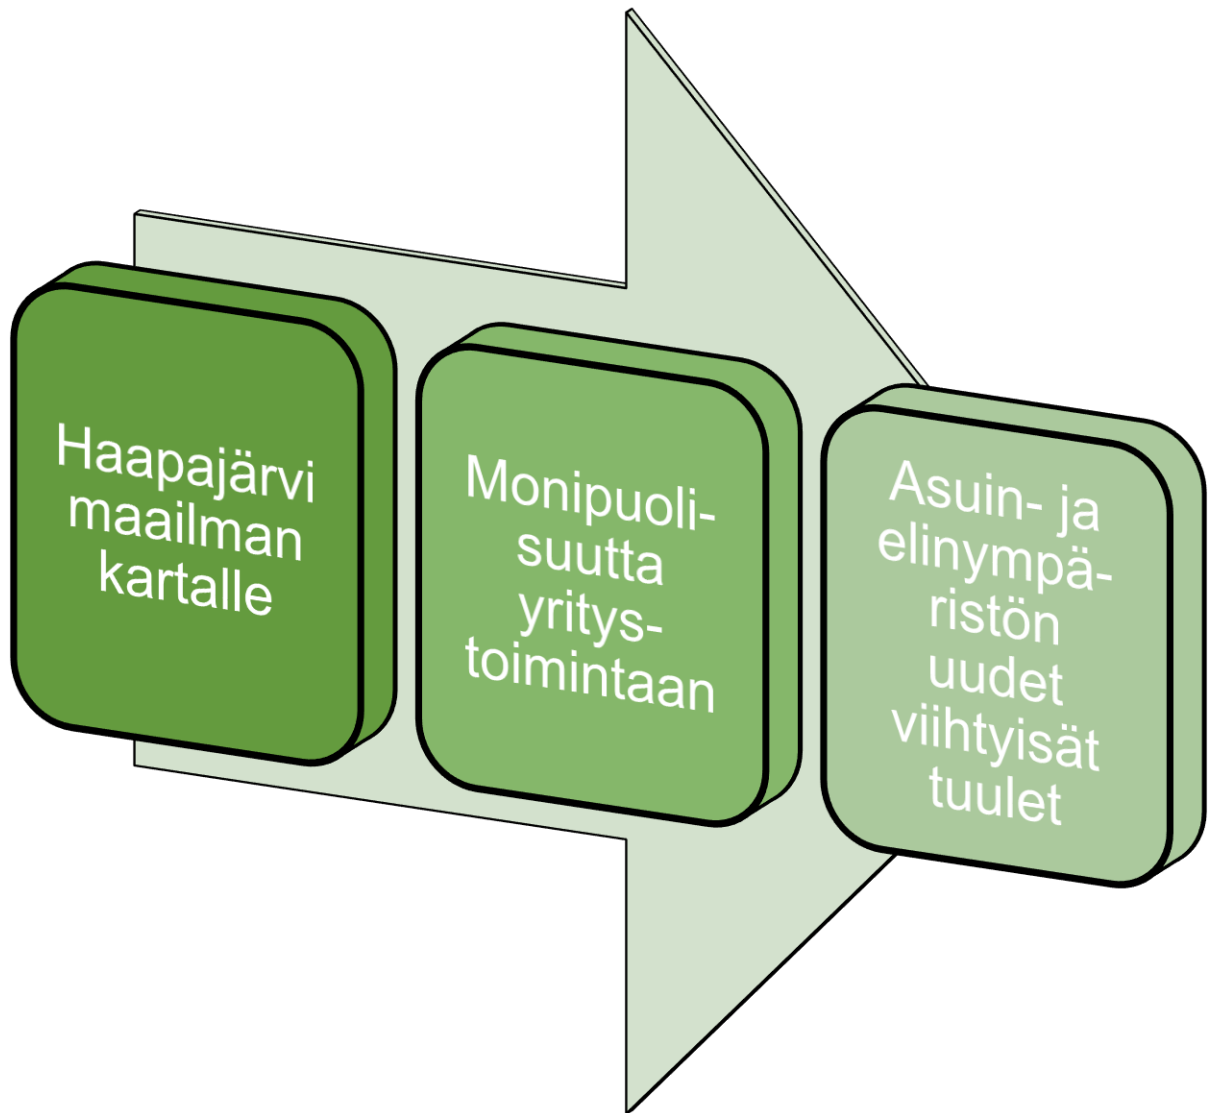 Haapajärvi
maailman
kartalle
Monipuoli-
suutta
yritys-
toimintaan
Asuin- ja
elinympä-
ristön
uudet
viihtyisät
tuulet